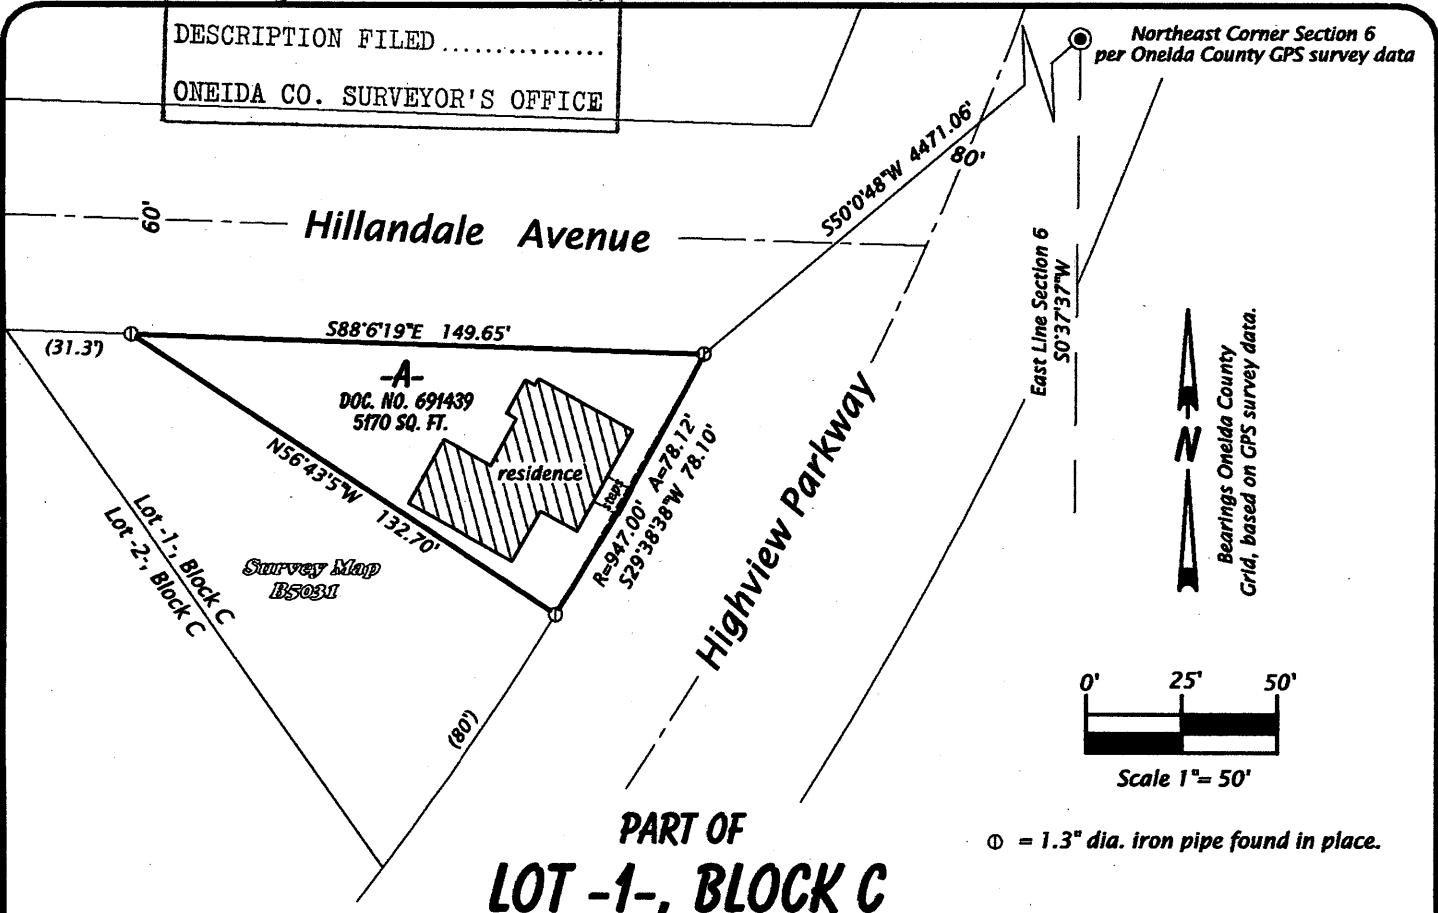 DESCRIPTION FILED ...............
ONEIDA CO. SURVEYOR'S OFFICE
Northeast Corner Section 6
per Oneida County GPS survey data
S50°0'48"W 4471.06'
80'
60'
Hillandale Avenue
East Line Section 6
S0°37'37"W
S88°6'19"E 149.65'
(31.3')
-A-
DOC. NO. 691439
5170 SQ. FT.
residence
steps
N56°43'5"W 132.70'
R=947.00' A=78.12'
S29°38'38"W 78.10'
Highview Parkway
Lot -1-, Block C
Lot -2-, Block C
Survey Map
B5031
(80')
N
Bearings Oneida County
Grid, based on GPS survey data.
0' 25' 50'
Scale 1"= 50'
= 1.3" dia. iron pipe found in place.
PART OF
LOT -1-, BLOCK C